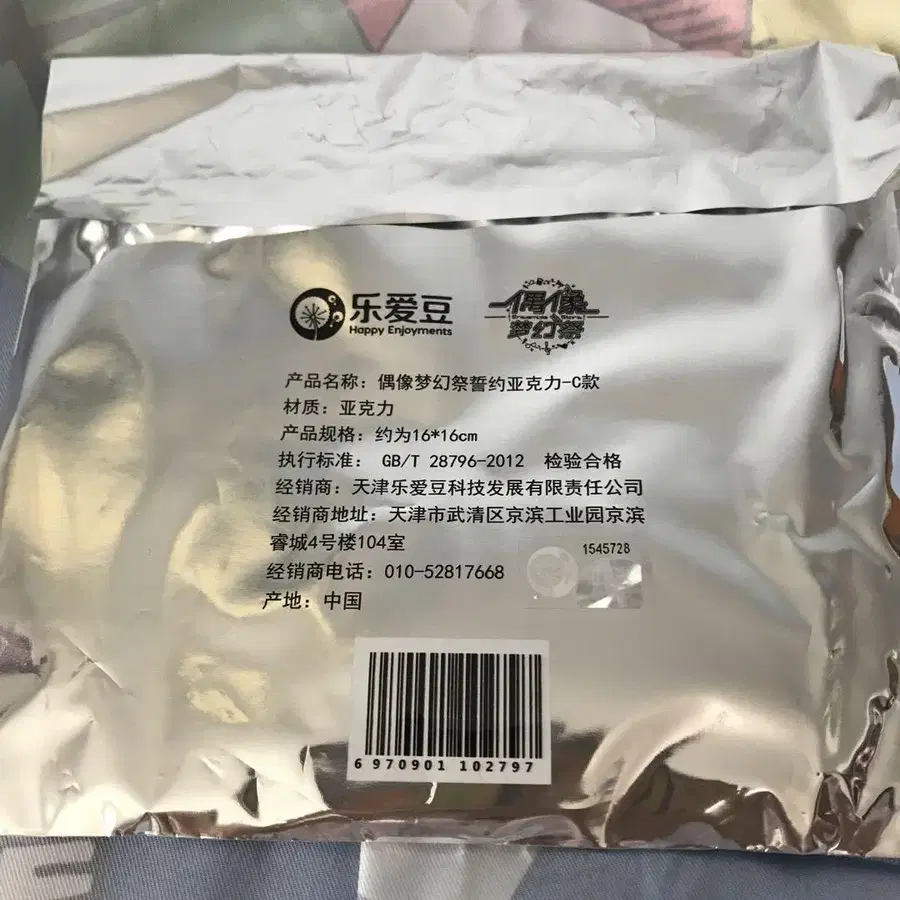 乐爱豆
Happy Enjoyments
偶像
梦幻祭
产品名称：偶像梦幻祭誓约亚克力-C款
材质：亚克力
产品规格：约为16*16cm
执行标准： GB/T 28796-2012 检验合格
经销商：天津乐爱豆科技发展有限责任公司
经销商地址：天津市武清区京滨工业园京滨
睿城4号楼104室
1545728
经销商电话：010-52817668
产地：中国
6 970901 102797